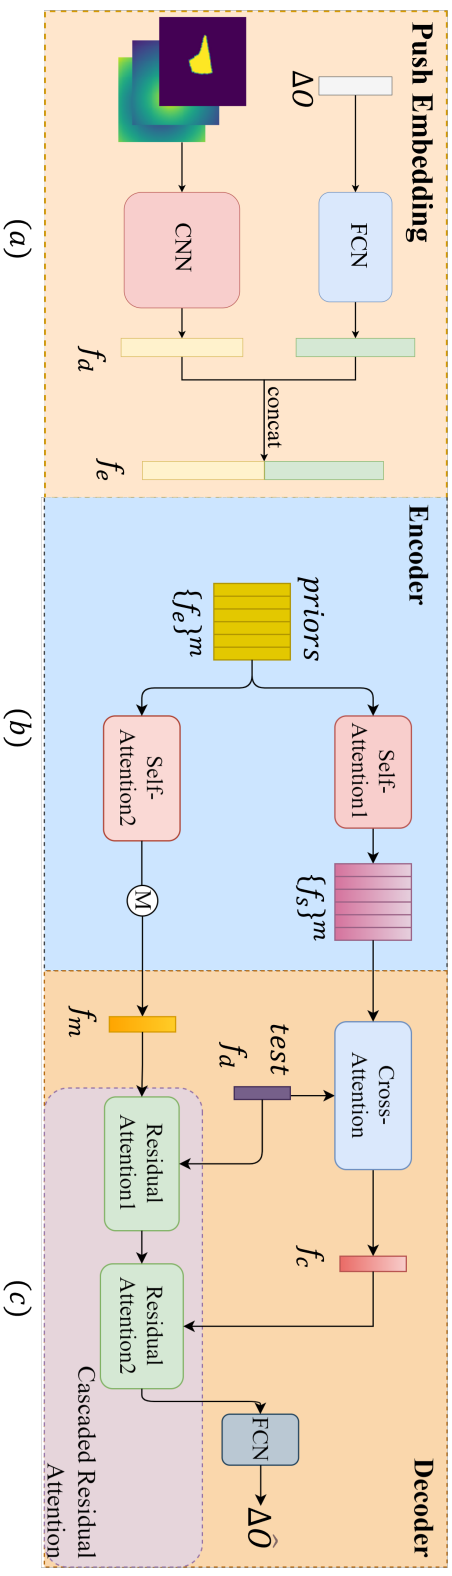 Push Embedding
ΔO
FCN
CNN
f_d
concat
f_e
(a)
Encoder
priors
{f_e}^m
Self-
Attention1
Self-
Attention2
{f_s}^m
M
(b)
Decoder
Cross-
Attention
test
f_d
f_m
f_c
Residual
Attention1
Residual
Attention2
FCN
ΔÔ
Cascaded Residual
Attention
(c)